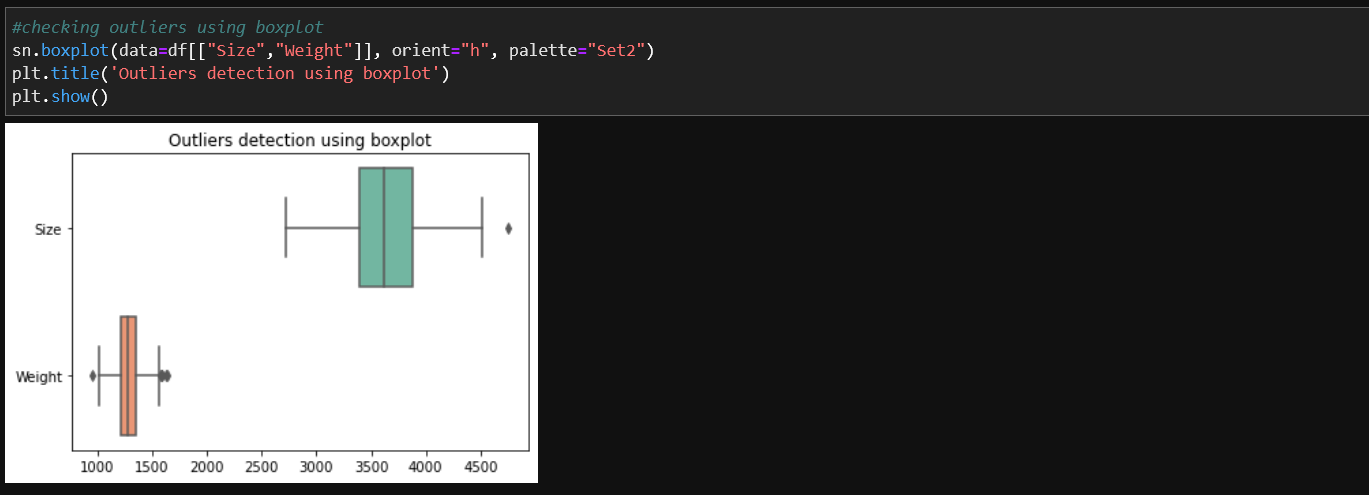 #checking outliers using boxplot
sn.boxplot(data=df[["Size","Weight"]], orient="h", palette="Set2")
plt.title('Outliers detection using boxplot')
plt.show()
Outliers detection using boxplot
Size
Weight
1000 1500 2000 2500 3000 3500 4000 4500